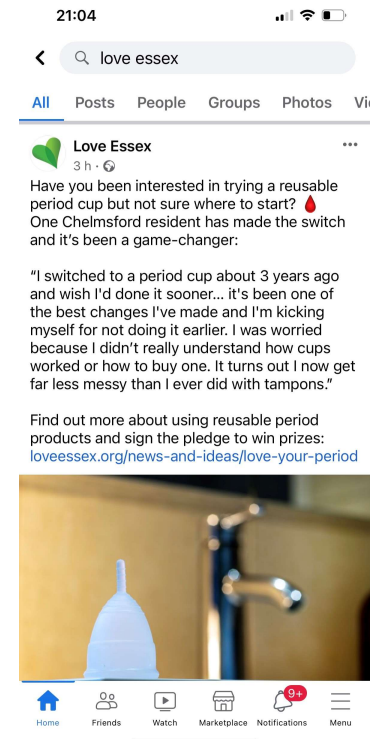 21:04
love essex
All Posts People Groups Photos Vi
Love Essex
3 h ·
Have you been interested in trying a reusable
period cup but not sure where to start? 🩸
One Chelmsford resident has made the switch
and it's been a game-changer:
“I switched to a period cup about 3 years ago
and wish I'd done it sooner... it's been one of
the best changes I've made and I'm kicking
myself for not doing it earlier. I was worried
because I didn’t really understand how cups
worked or how to buy one. It turns out I now get
far less messy than I ever did with tampons.”
Find out more about using reusable period
products and sign the pledge to win prizes:
loveessex.org/news-and-ideas/love-your-period
9+
Home Friends Watch Marketplace Notifications Menu